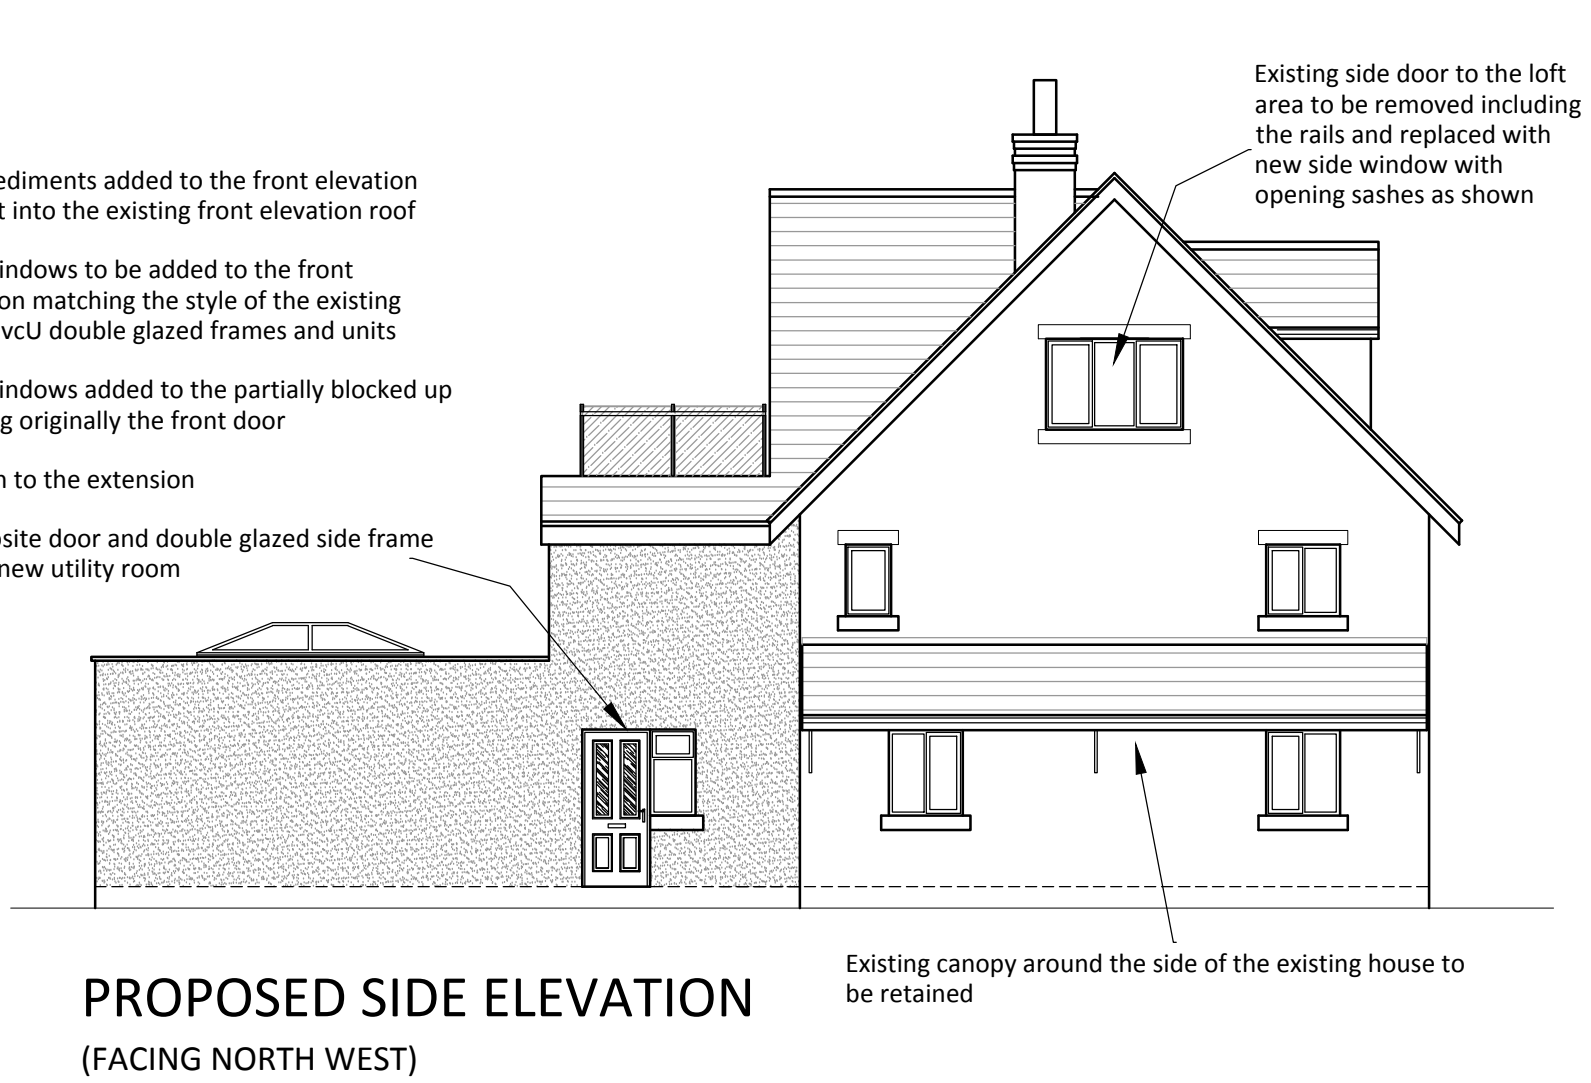 Existing side door to the loft
area to be removed including
the rails and replaced with
new side window with
opening sashes as shown
ediments added to the front elevation
t into the existing front elevation roof
indows to be added to the front
on matching the style of the existing
vcU double glazed frames and units
indows added to the partially blocked up
g originally the front door
n to the extension
osite door and double glazed side frame
new utility room
Existing canopy around the side of the existing house to
be retained
PROPOSED SIDE ELEVATION
(FACING NORTH WEST)